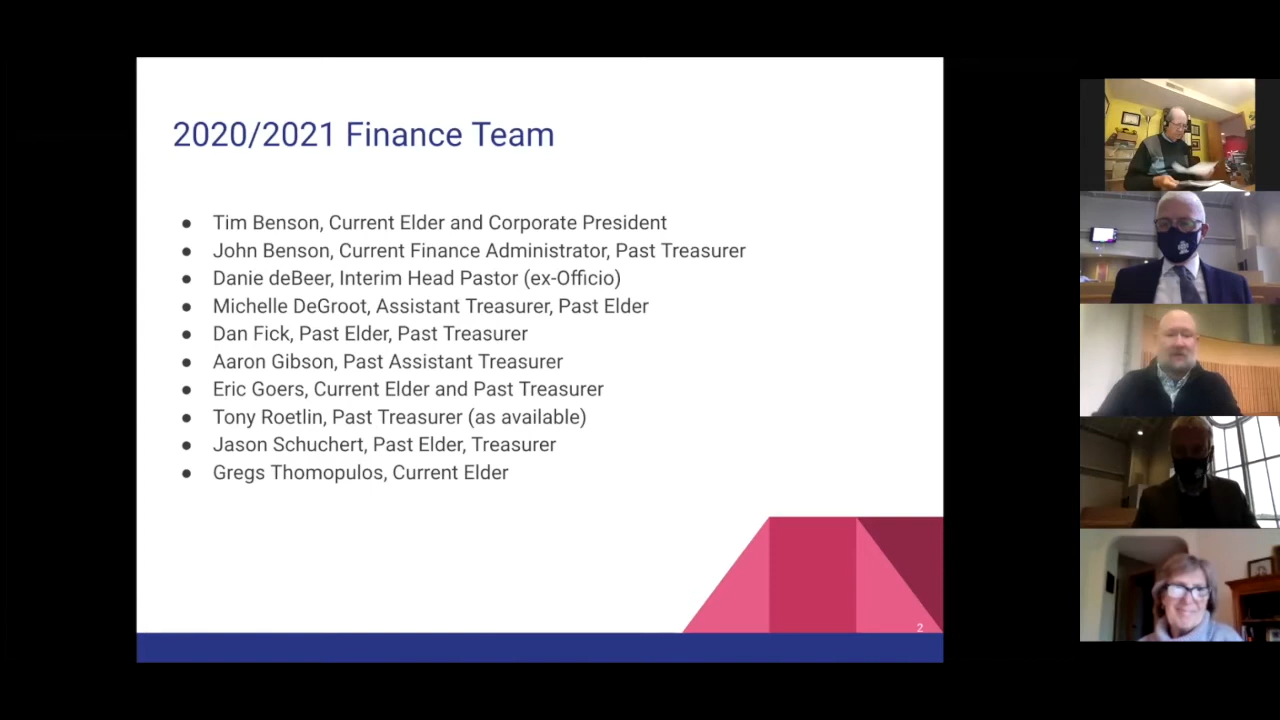 2020/2021 Finance Team
● Tim Benson, Current Elder and Corporate President
● John Benson, Current Finance Administrator, Past Treasurer
● Danie deBeer, Interim Head Pastor (ex-Officio)
● Michelle DeGroot, Assistant Treasurer, Past Elder
● Dan Fick, Past Elder, Past Treasurer
● Aaron Gibson, Past Assistant Treasurer
● Eric Goers, Current Elder and Past Treasurer
● Tony Roetlin, Past Treasurer (as available)
● Jason Schuchert, Past Elder, Treasurer
● Gregs Thomopulos, Current Elder
2